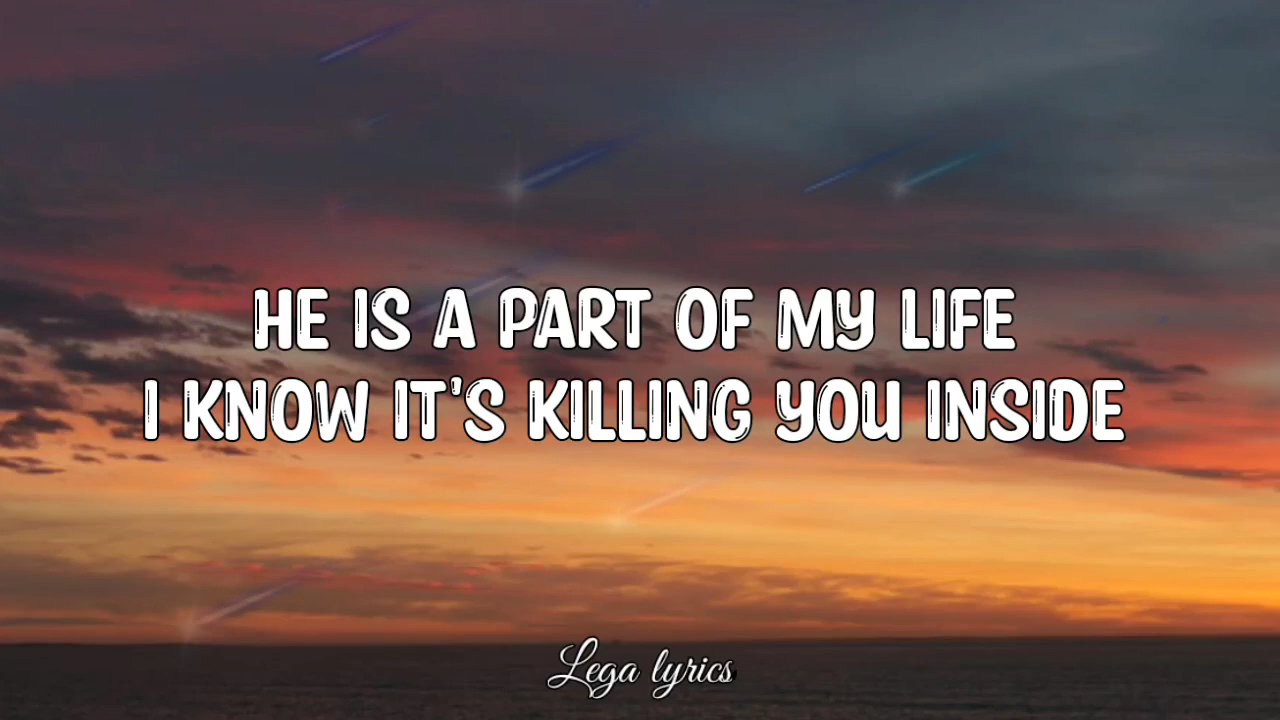 HE IS A PART OF MY LIFE
I KNOW IT'S KILLING YOU INSIDE
Lega lyrics